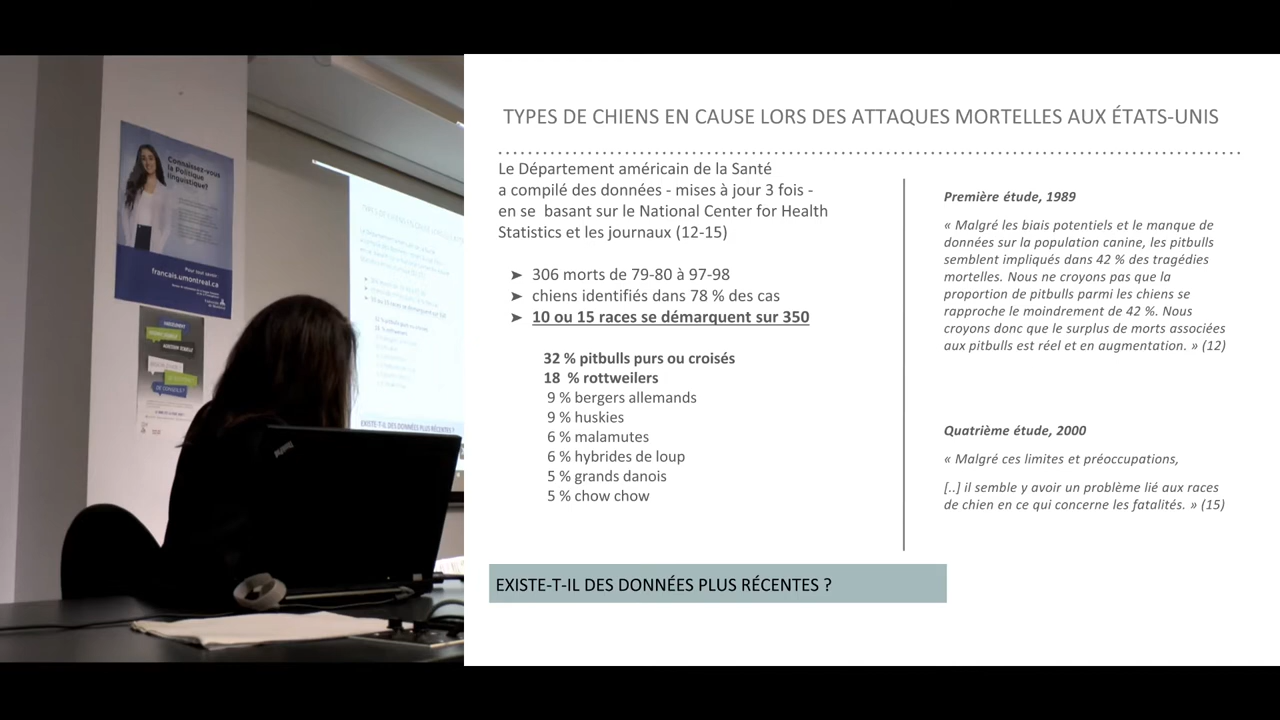 Connaissez-vous
la Politique
linguistique?
Pour tout savoir:
francais.umontreal.ca
TYPES DE CHIENS EN CAUSE LORS DES ATTAQUES MORTELLES AUX ÉTATS-UNIS
Le Département américain de la Santé
a compilé des données - mises à jour 3 fois -
en se basant sur le National Center for Health
Statistics et les journaux (12-15)
➤ 306 morts de 79-80 à 97-98
➤ chiens identifiés dans 78 % des cas
➤ 10 ou 15 races se démarquent sur 350
32 % pitbulls purs ou croisés
18 % rottweilers
9 % bergers allemands
9 % huskies
6 % malamutes
6 % hybrides de loup
5 % grands danois
5 % chow chow
Première étude, 1989
« Malgré les biais potentiels et le manque de
données sur la population canine, les pitbulls
semblent impliqués dans 42 % des tragédies
mortelles. Nous ne croyons pas que la
proportion de pitbulls parmi les chiens se
rapproche le moindrement de 42 %. Nous
croyons donc que le surplus de morts associées
aux pitbulls est réel et en augmentation. » (12)
Quatrième étude, 2000
« Malgré ces limites et préoccupations,
[..] il semble y avoir un problème lié aux races
de chien en ce qui concerne les fatalités. » (15)
EXISTE-T-IL DES DONNÉES PLUS RÉCENTES ?